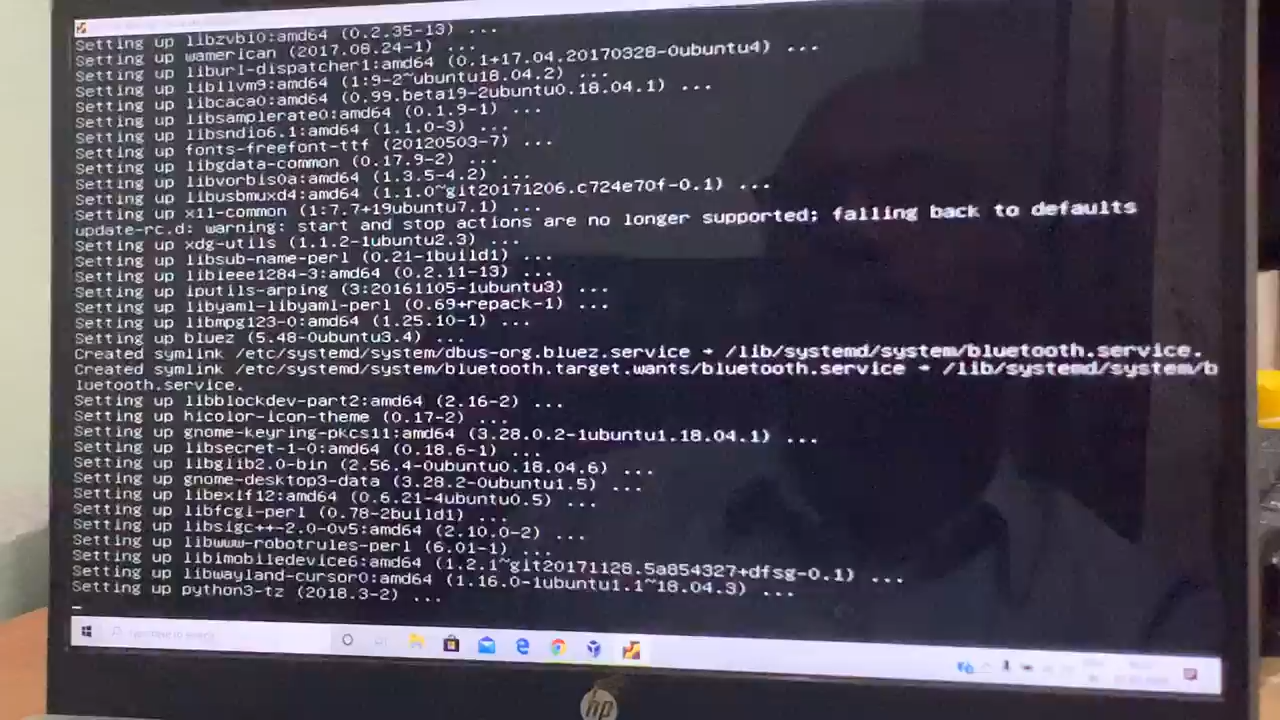 Setting up libzvbi0:amd64 (0.2.35-13) ...
Setting up wamerican (2017.08.24-1) ...
Setting up liburl-dispatcher1:amd64 (0.1+17.04.20170328-0ubuntu4) ...
Setting up libllvm9:amd64 (1:9-2~ubuntu18.04.2) ...
Setting up libcaca0:amd64 (0.99.beta19-2ubuntu0.18.04.1) ...
Setting up libsamplerate0:amd64 (0.1.9-1) ...
Setting up libsndio6.1:amd64 (1.1.0-3) ...
Setting up fonts-freefont-ttf (20120503-7) ...
Setting up libgdata-common (0.17.9-2) ...
Setting up libvorbis0a:amd64 (1.3.5-4.2) ...
Setting up libusbmuxd4:amd64 (1.1.0~git20171206.c724e70f-0.1) ...
Setting up x11-common (1:7.7+19ubuntu7.1) ...
update-rc.d: warning: start and stop actions are no longer supported; falling back to defaults
Setting up xdg-utils (1.1.2-1ubuntu2.3) ...
Setting up libsub-name-perl (0.21-1build1) ...
Setting up libieee1284-3:amd64 (0.2.11-13) ...
Setting up iputils-arping (3:20161105-1ubuntu3) ...
Setting up libyaml-libyaml-perl (0.69+repack-1) ...
Setting up libmpg123-0:amd64 (1.25.10-1) ...
Setting up bluez (5.48-0ubuntu3.4) ...
Created symlink /etc/systemd/system/dbus-org.bluez.service → /lib/systemd/system/bluetooth.service.
Created symlink /etc/systemd/system/bluetooth.target.wants/bluetooth.service → /lib/systemd/system/b
luetooth.service.
Setting up libblockdev-part2:amd64 (2.16-2) ...
Setting up hicolor-icon-theme (0.17-2) ...
Setting up gnome-keyring-pkcs11:amd64 (3.28.0.2-1ubuntu1.18.04.1) ...
Setting up libsecret-1-0:amd64 (0.18.6-1) ...
Setting up libglib2.0-bin (2.56.4-0ubuntu0.18.04.6) ...
Setting up gnome-desktop3-data (3.28.2-0ubuntu1.5) ...
Setting up libexif12:amd64 (0.6.21-4ubuntu0.5) ...
Setting up libfcgi-perl (0.78-2build1) ...
Setting up libsigc++-2.0-0v5:amd64 (2.10.0-2) ...
Setting up libwww-robotrules-perl (6.01-1) ...
Setting up libimobiledevice6:amd64 (1.2.1~git20171128.5a854327+dfsg-0.1) ...
Setting up libwayland-cursor0:amd64 (1.16.0-1ubuntu1.1~18.04.3) ...
Setting up python3-tz (2018.3-2) ...
Type here to search
hp